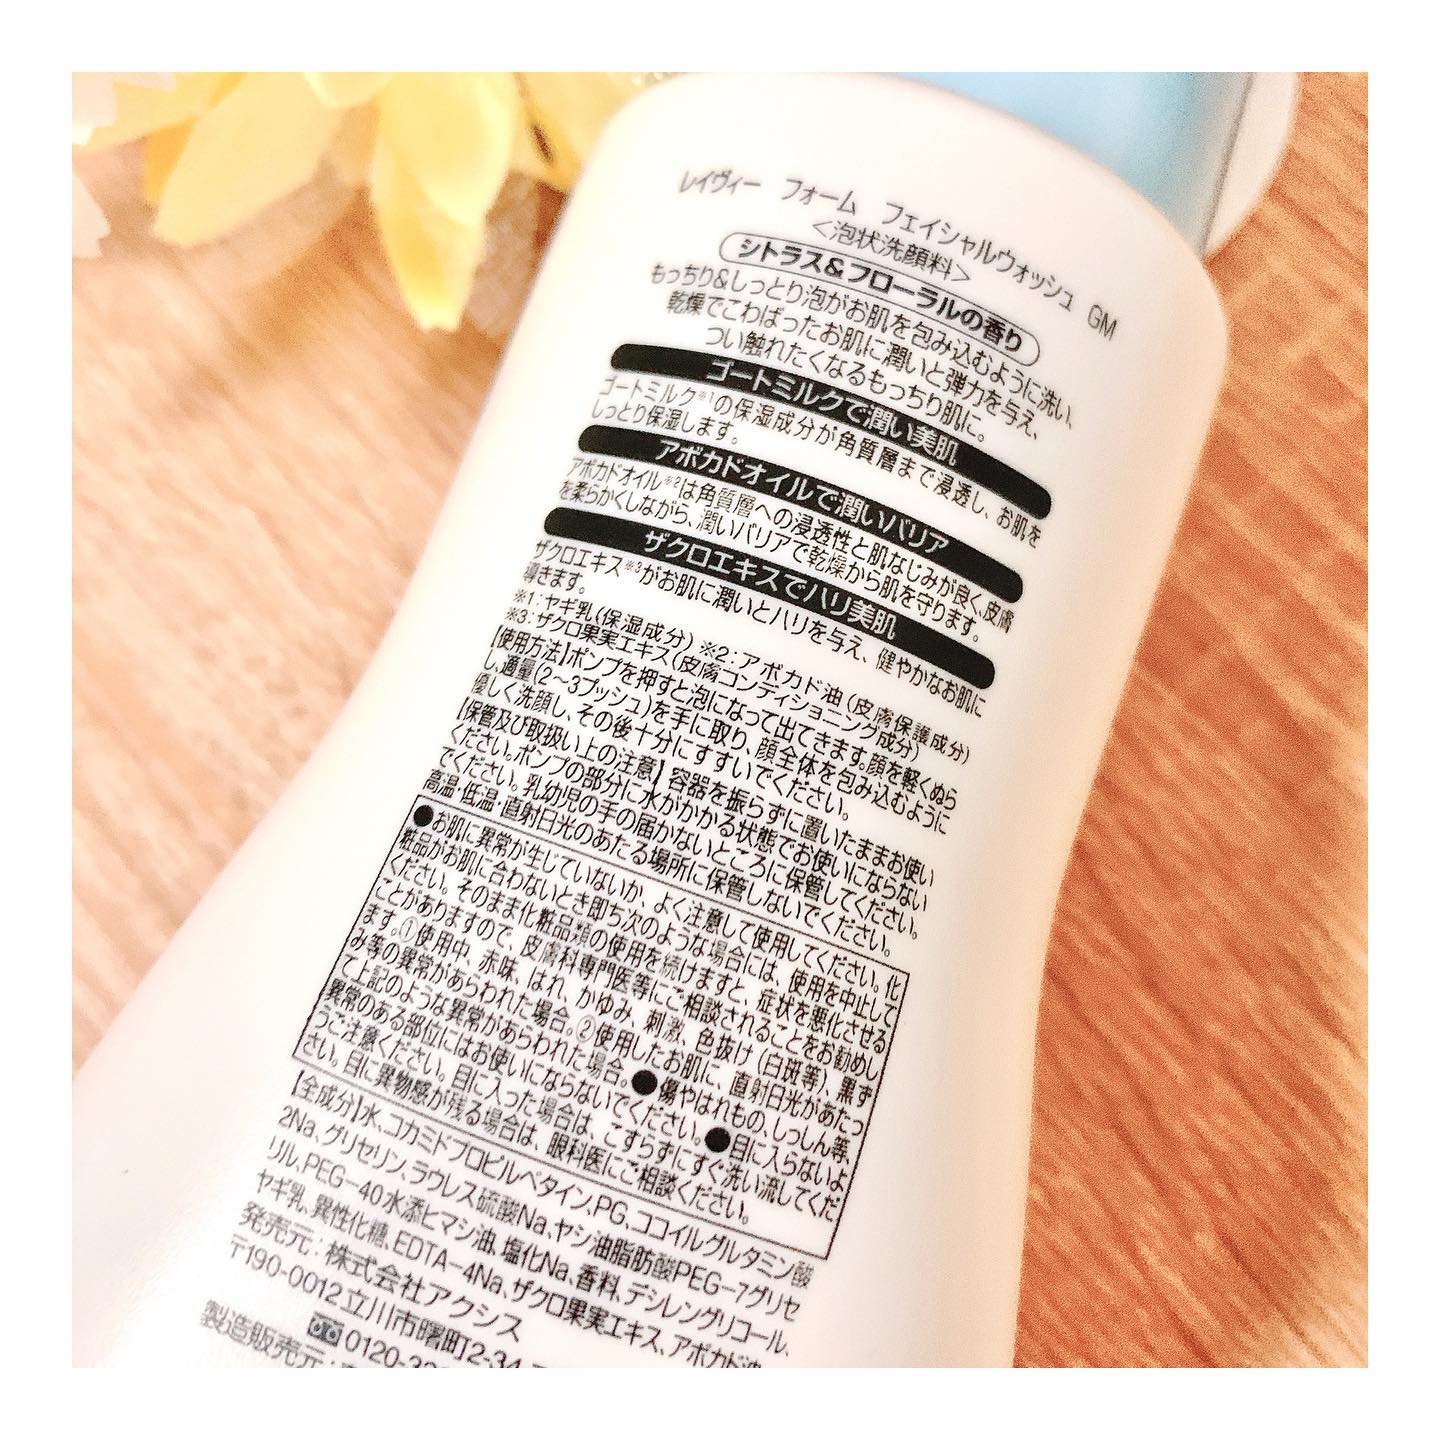 レイヴィー フォーム フェイシャルウォッシュ GM
<泡状洗顔料>
シトラス&フローラルの香り
もっちり&しっとり泡がお肌を包み込むように洗い、
乾燥でこわばったお肌に潤いと弾力を与え、
つい触れたくなるもっちり肌に。
ゴートミルクで潤い美肌
ゴートミルク※1の保湿成分が角質層まで浸透し、お肌を
しっとり保湿します。
アボカドオイルで潤いバリア
アボカドオイル※2は角質層への浸透性と肌なじみが良く、皮膚
を柔らかくしながら、潤いバリアで乾燥から肌を守ります。
ザクロエキスでハリ美肌
ザクロエキス※3がお肌に潤いとハリを与え、健やかなお肌に
導きます。
※1:ヤギ乳(保湿成分) ※2:アボカド油(皮膚保護成分)
※3:ザクロ果実エキス(皮膚コンディショニング成分)
【使用方法】ポンプを押すと泡になって出てきます。顔を軽くぬら
し、適量(2〜3プッシュ)を手に取り、顔全体を包み込むように
優しく洗顔し、その後十分にすすいでください。
【保管及び取扱い上の注意】容器を振らずに置いたままお使い
ください。ポンプの部分に水がかかる状態でお使いにならない
でください。乳幼児の手の届かないところに保管してください。
高温・低温・直射日光のあたる場所に保管しないでください。
●お肌に異常が生じていないか、よく注意して使用してください。化
粧品がお肌に合わないとき即ち次のような場合には、使用を中止して
ください。そのまま化粧品類の使用を続けますと、症状を悪化させる
ことがありますので、皮膚科専門医等にご相談されることをお勧めし
ます。①使用中、赤味、はれ、かゆみ、刺激、色抜け(白斑等)、黒ず
み等の異常があらわれた場合。②使用したお肌に、直射日光があたっ
て上記のような異常があらわれた場合。●傷やはれもの、しっしん等、
異常のある部位にはお使いにならないでください。●目に入らないよ
うご注意ください。目に入った場合は、こすらずにすぐ洗い流してくだ
さい。目に異物感が残る場合は、眼科医にご相談ください。
【全成分】水、コカミドプロピルベタイン、PG、ココイルグルタミン酸
2Na、グリセリン、ラウレス硫酸Na、ヤシ油脂肪酸PEG-7グリセ
リル、PEG-40水添ヒマシ油、塩化Na、香料、デシレングリコール、
ヤギ乳、異性化糖、EDTA-4Na、ザクロ果実エキス、アボカド油
発売元:株式会社アクシス
〒190-0012立川市曙町2-34
0120-33
製造販売元: